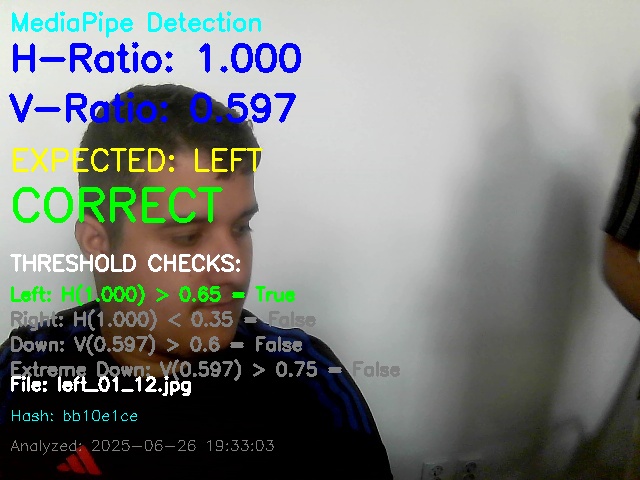 MediaPipe Detection
H-Ratio: 1.000
V-Ratio: 0.597
EXPECTED: LEFT
CORRECT
THRESHOLD CHECKS:
Left: H(1.000) > 0.65 = True
Right: H(1.000) < 0.35 = False
Down: V(0.597) > 0.6 = False
Extreme Down: V(0.597) > 0.75 = False
File: left_01_12.jpg
Hash: bb10e1ce
Analyzed: 2025-06-26 19:33:03